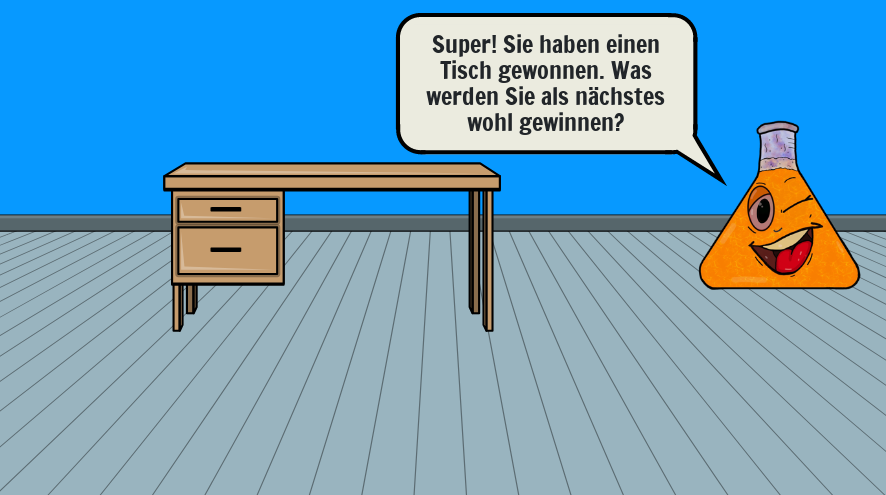 Super! Sie haben einen
Tisch gewonnen. Was
werden Sie als nächstes
wohl gewinnen?